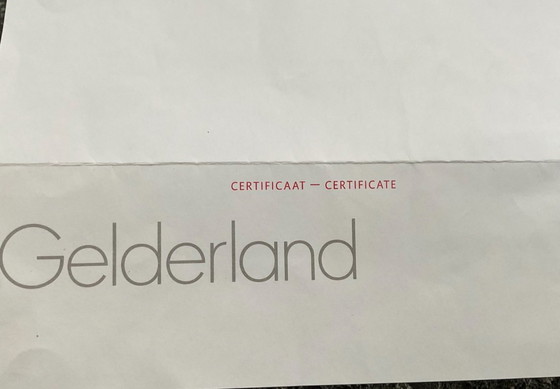 CERTIFICAAT — CERTIFICATE
Gelderland